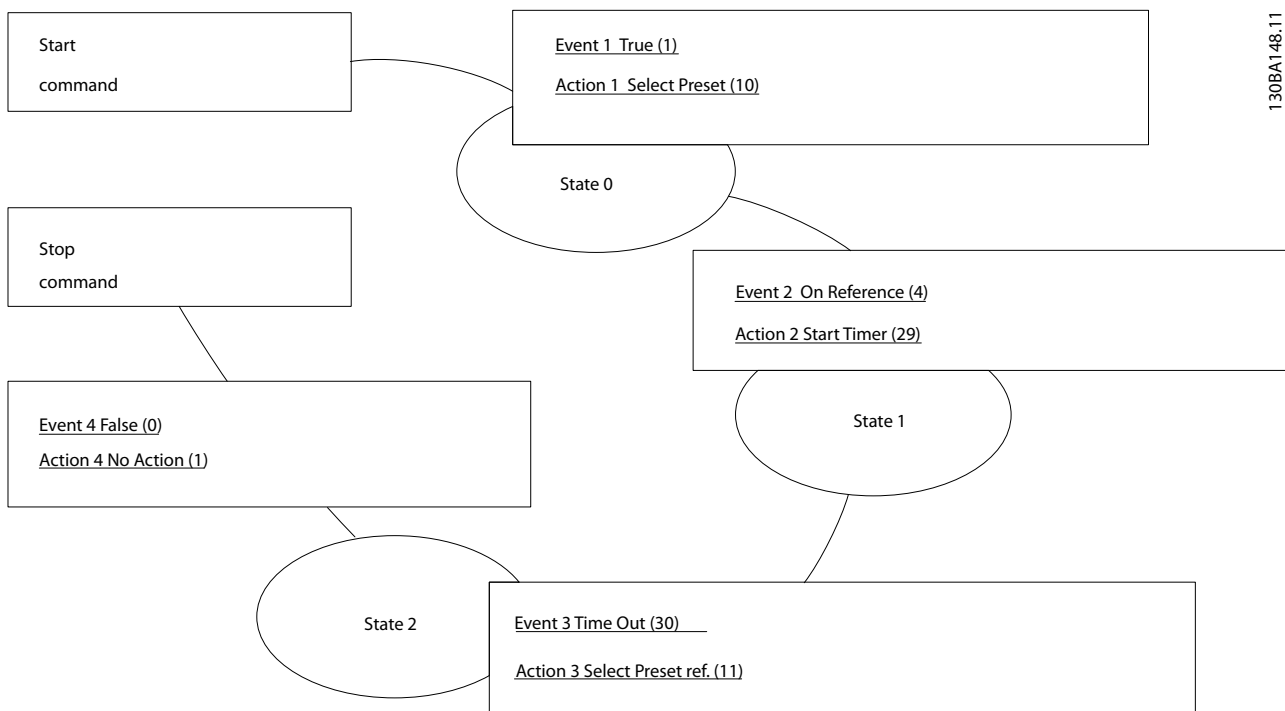 Start
command
Event 1 True (1)
Action 1 Select Preset (10)
130BA148.11
State 0
Stop
command
Event 2 On Reference (4)
Action 2 Start Timer (29)
Event 4 False (0)
Action 4 No Action (1)
State 1
State 2
Event 3 Time Out (30)
Action 3 Select Preset ref. (11)